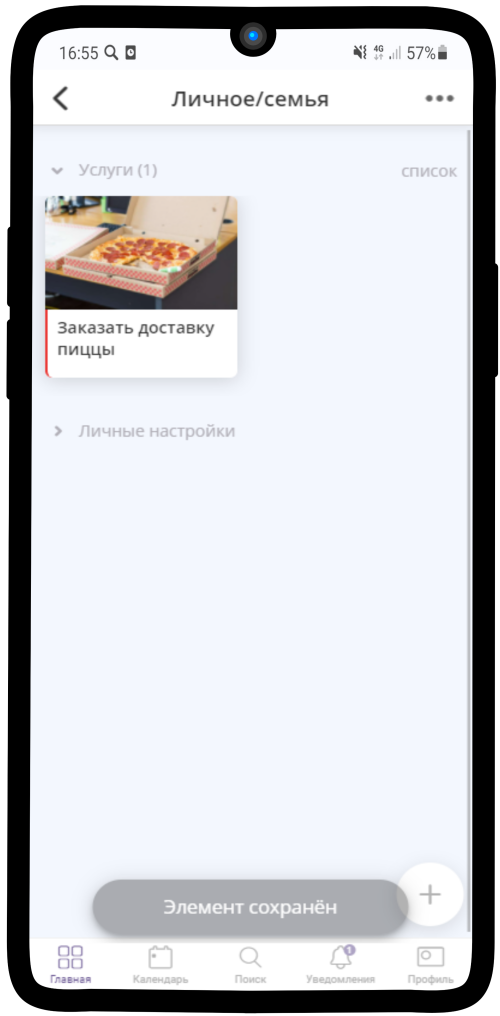 16:55
4G
57%
Личное/семья
Услуги (1)
список
Заказать доставку
пиццы
Личные настройки
Элемент сохранён
1
Главная
Календарь
Поиск
Уведомления
Профиль